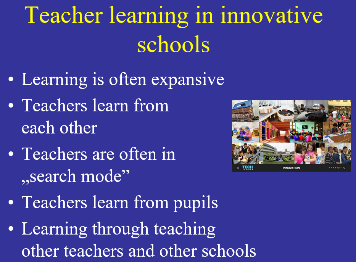 Teacher learning in innovative
schools
• Learning is often expansive
• Teachers learn from
each other
• Teachers are often in
„search mode”
• Teachers learn from pupils
• Learning through teaching
other teachers and other schools